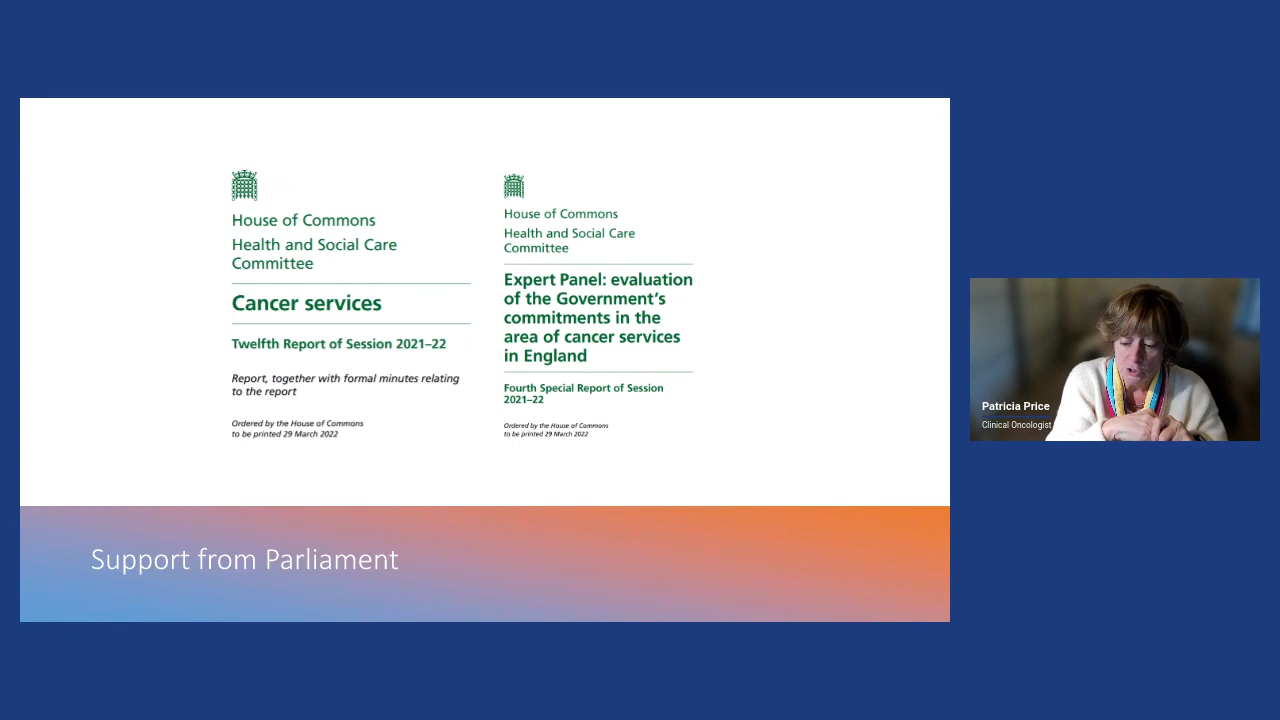 House of Commons
Health and Social Care
Committee
Cancer services
Twelfth Report of Session 2021–22
Report, together with formal minutes relating
to the report
Ordered by the House of Commons
to be printed 29 March 2022
House of Commons
Health and Social Care
Committee
Expert Panel: evaluation
of the Government’s
commitments in the
area of cancer services
in England
Fourth Special Report of Session
2021–22
Ordered by the House of Commons
to be printed 29 March 2022
Support from Parliament
Patricia Price
Clinical Oncologist